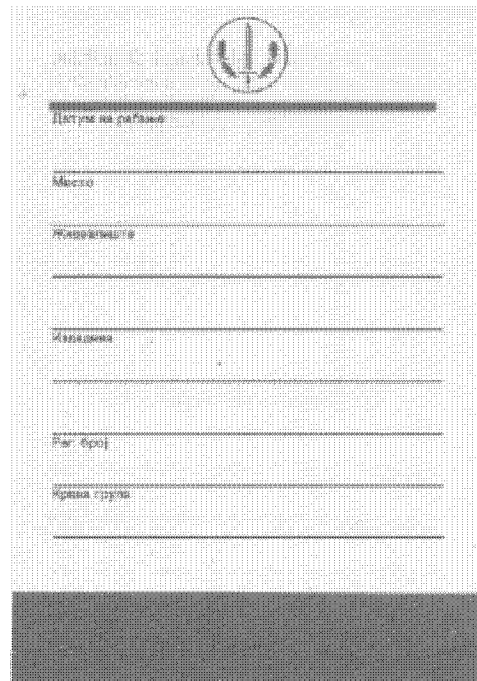 Датум на раѓање
Место
Живеалиште
Издадена
Рег. број
Крвна група